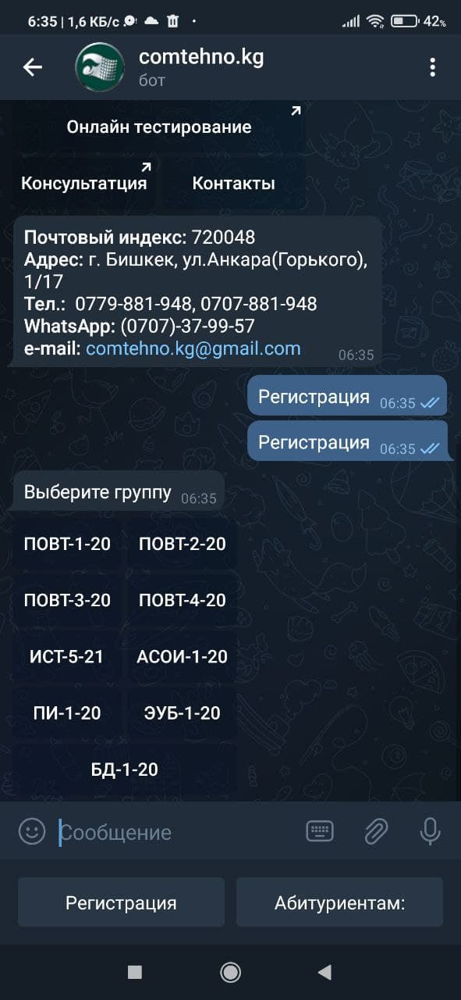 6:35 | 1,6 КБ/с
42%
comtehno.kg
бот
Онлайн тестирование
Консультатция Контакты
Почтовый индекс: 720048
Адрес: г. Бишкек, ул.Анкара(Горького),
1/17
Тел.: 0779-881-948, 0707-881-948
WhatsApp: (0707)-37-99-57
e-mail: comtehno.kg@gmail.com 06:35
Регистрация 06:35
Регистрация 06:35
Выберите группу 06:35
ПОВТ-1-20 ПОВТ-2-20
ПОВТ-3-20 ПОВТ-4-20
ИСТ-5-21 АСОИ-1-20
ПИ-1-20 ЭУБ-1-20
БД-1-20
Сообщение
Регистрация Абитуриентам: